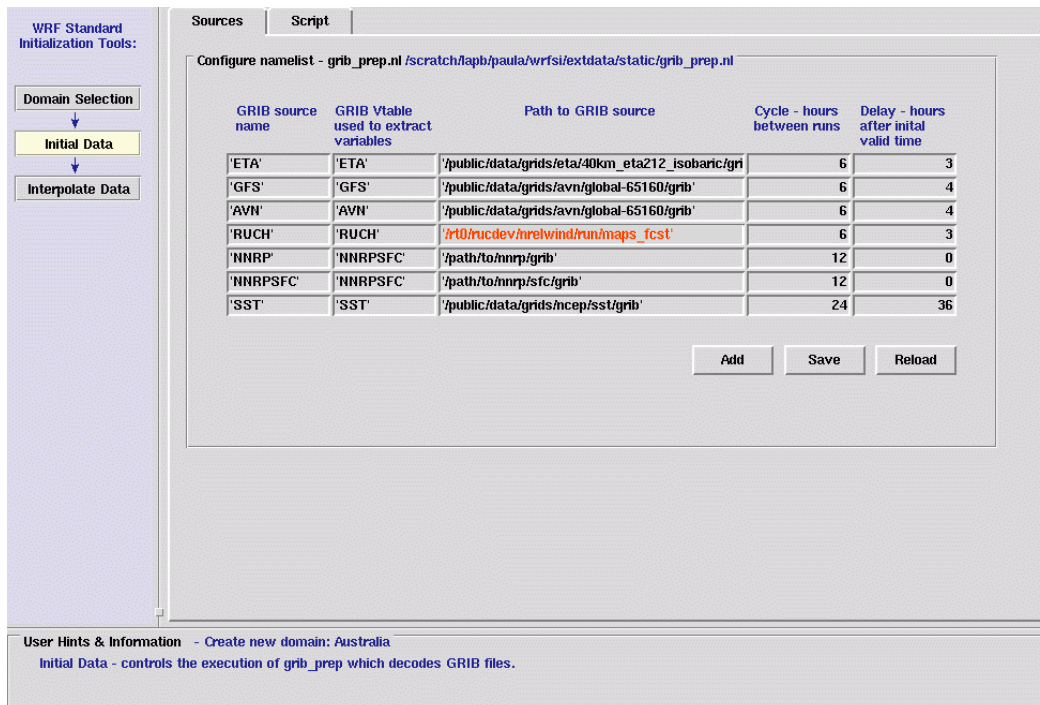 WRF Standard
Initialization Tools:
Domain Selection
Initial Data
Interpolate Data
Sources Script
Configure namelist - grib_prep.nl /scratch/lapb/paula/wrfsi/extdata/static/grib_prep.nl
GRIB source GRIB Vtable Path to GRIB source Cycle - hours Delay - hours
name used to extract between runs after inital
variables valid time
'ETA' 'ETA' '/public/data/grids/eta/40km_eta212_isobaric/gri 6 3
'GFS' 'GFS' '/public/data/grids/avn/global-65160/grib' 6 4
'AVN' 'AVN' '/public/data/grids/avn/global-65160/grib' 6 4
'RUCH' 'RUCH' '/rt0/rucdev/nrelwind/run/maps_fcst' 6 3
'NNRP' 'NNRPSFC' '/path/to/nnrp/grib' 12 0
'NNRPSFC' 'NNRPSFC' '/path/to/nnrp/sfc/grib' 12 0
'SST' 'SST' '/public/data/grids/ncep/sst/grib' 24 36
Add Save Reload
User Hints & Information - Create new domain: Australia
Initial Data - controls the execution of grib_prep which decodes GRIB files.